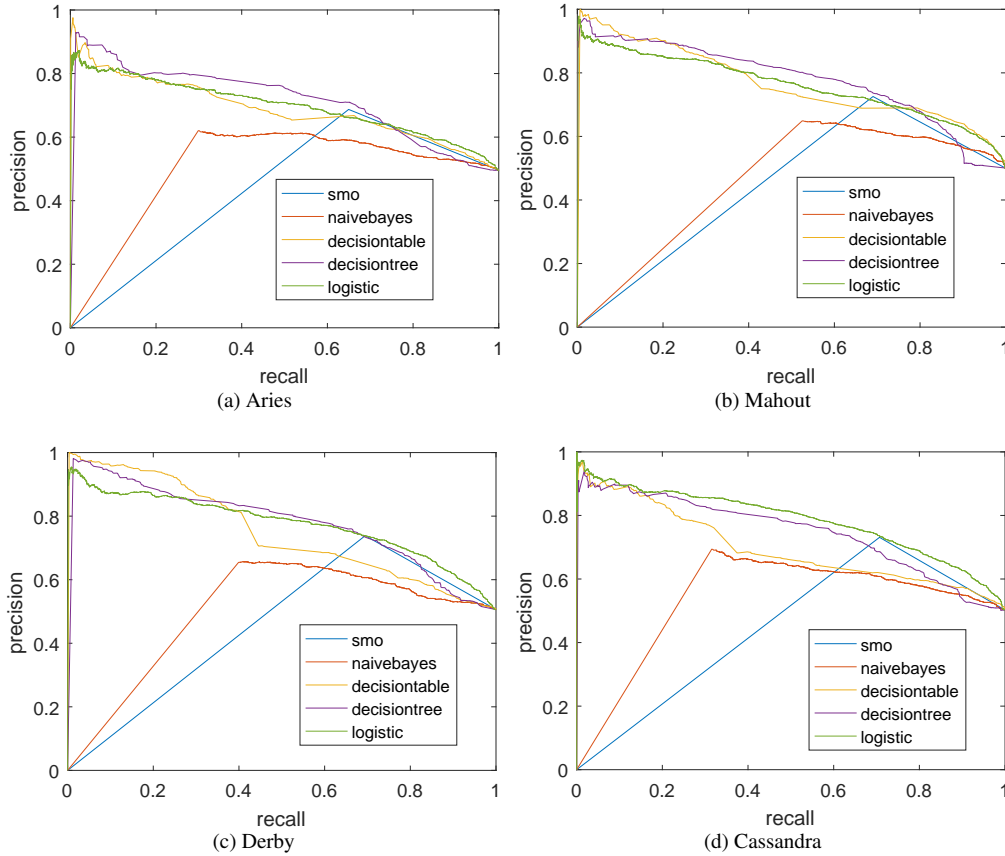 1
0.8
0.6
0.4
0.2
0
precision
0 0.2 0.4 0.6 0.8 1
recall
smo
naivebayes
decisiontable
decisiontree
logistic
(a) Aries
1
0.8
0.6
0.4
0.2
0
precision
0 0.2 0.4 0.6 0.8 1
recall
smo
naivebayes
decisiontable
decisiontree
logistic
(b) Mahout
1
0.8
0.6
0.4
0.2
0
precision
0 0.2 0.4 0.6 0.8 1
recall
smo
naivebayes
decisiontable
decisiontree
logistic
(c) Derby
1
0.8
0.6
0.4
0.2
0
precision
0 0.2 0.4 0.6 0.8 1
recall
smo
naivebayes
decisiontable
decisiontree
logistic
(d) Cassandra